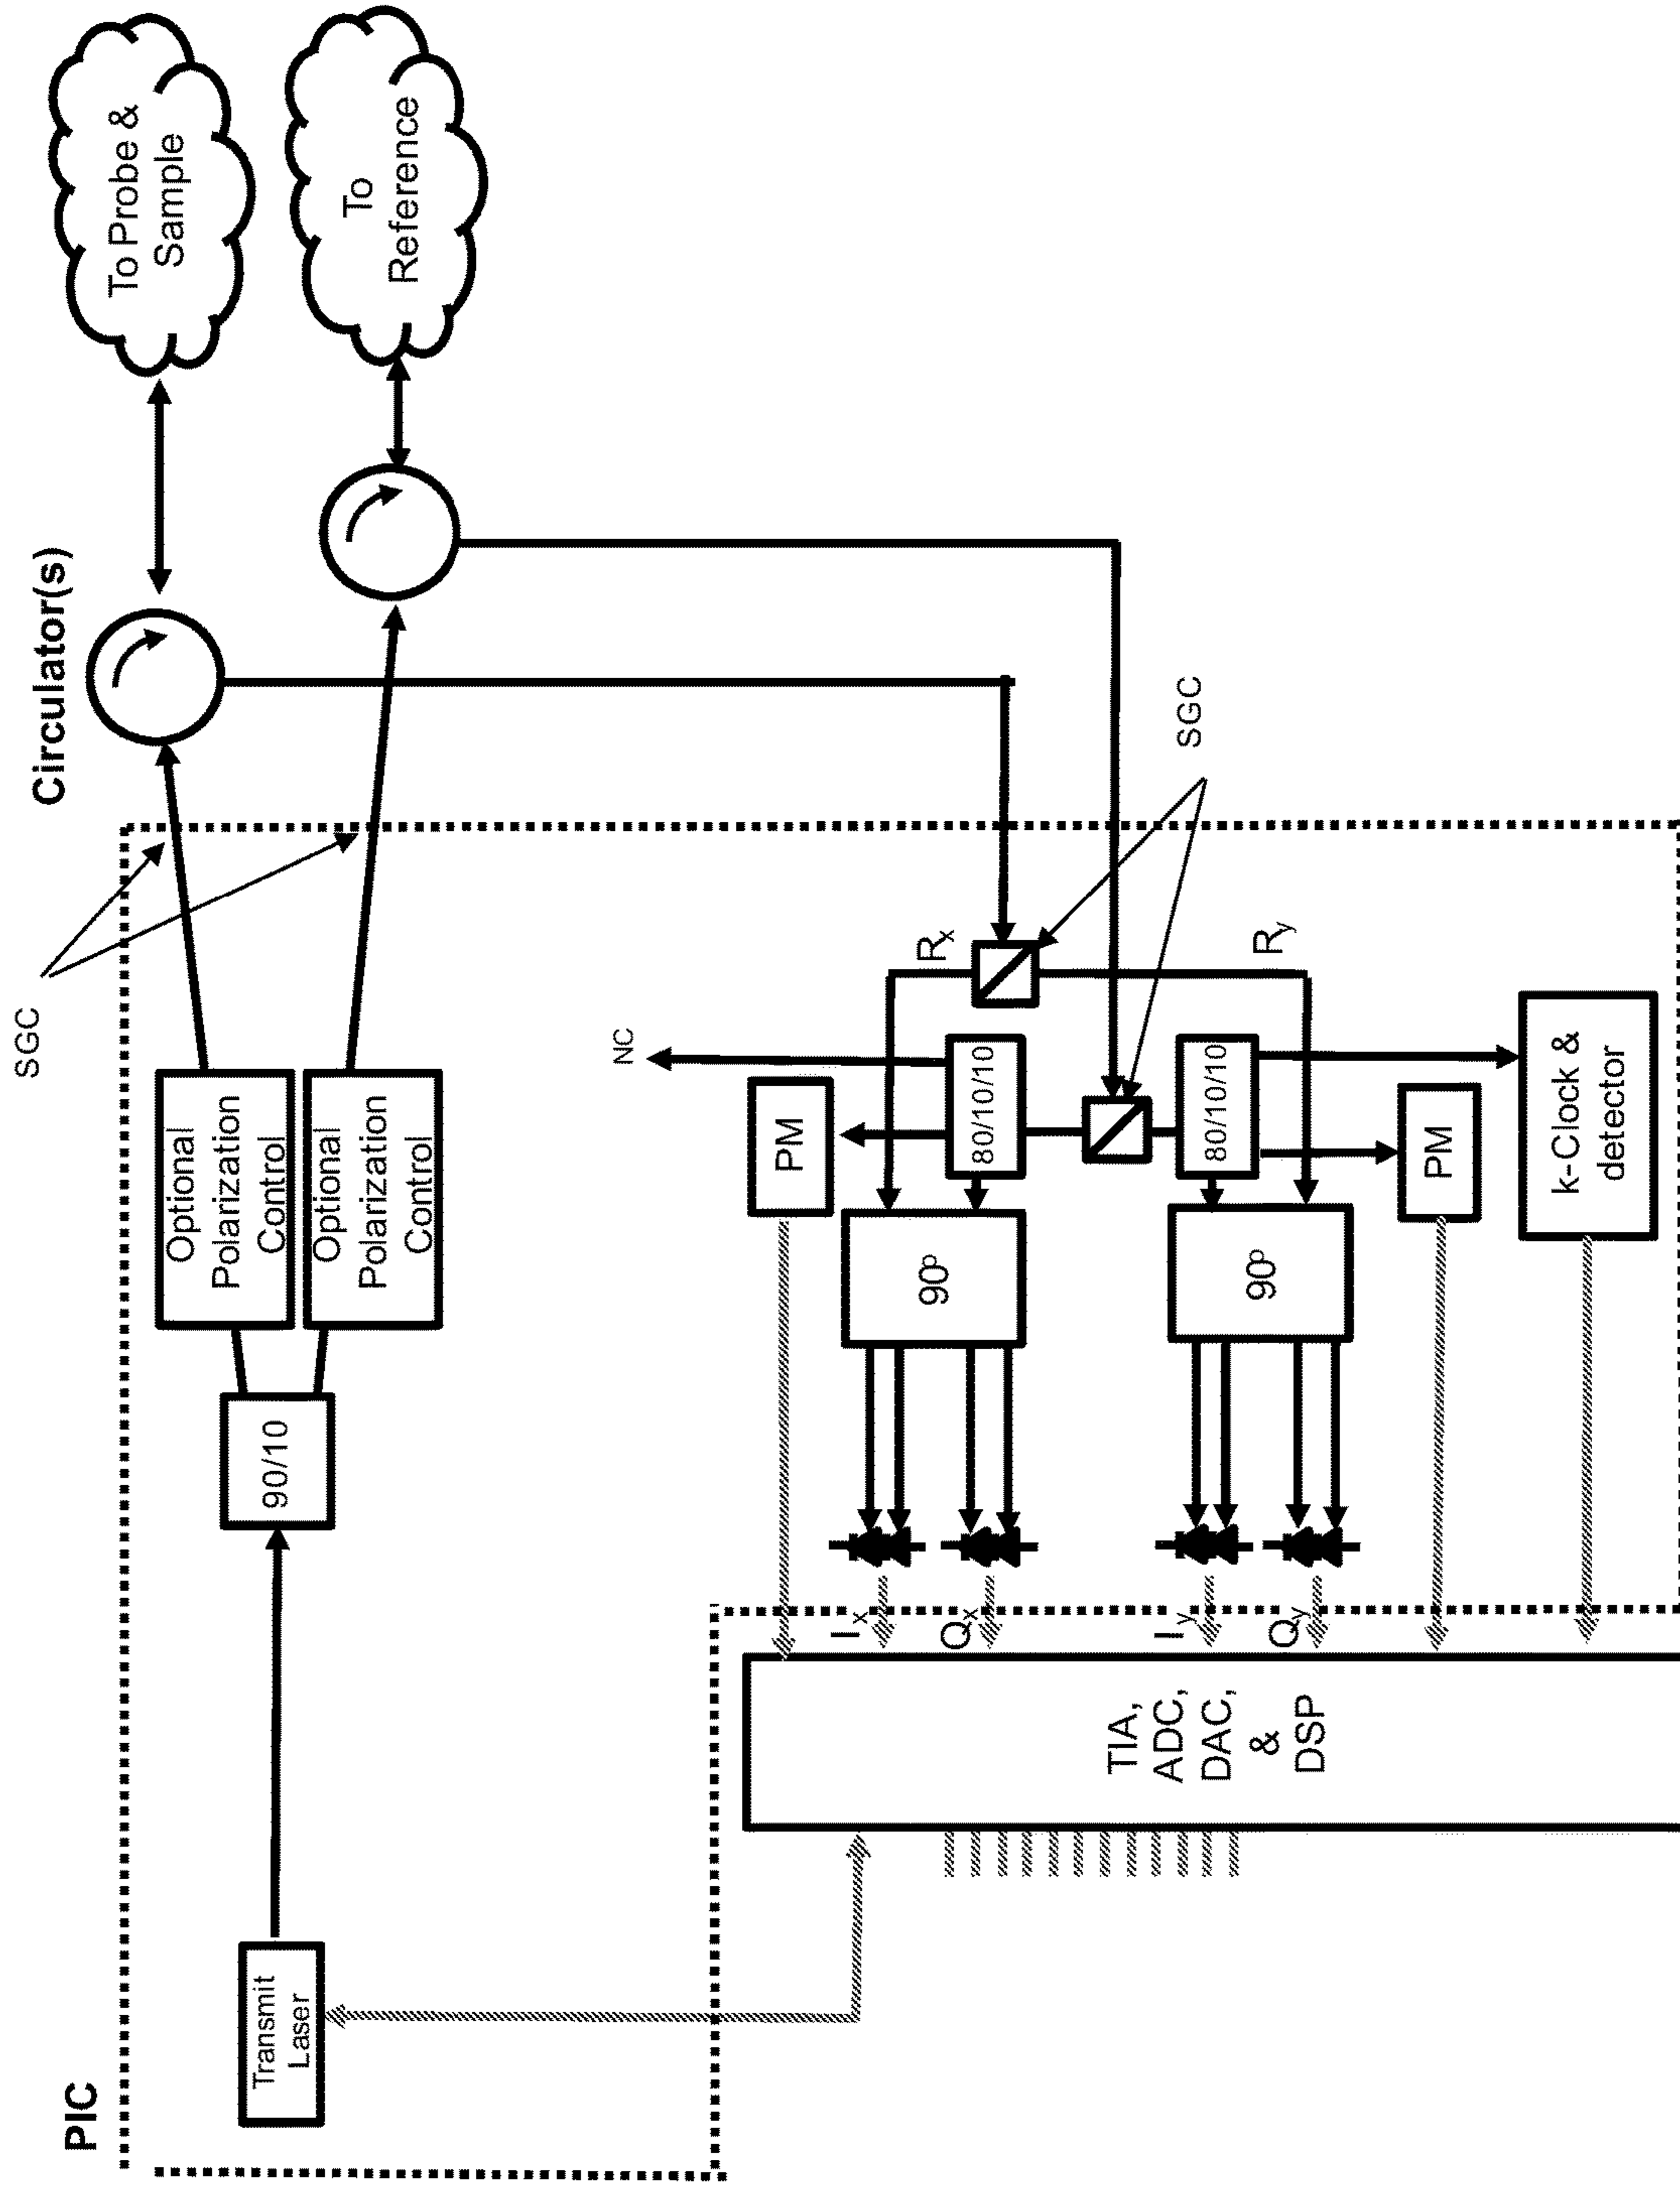 PIC
Transmit
Laser
90/10
Optional
Polarization
Control
Optional
Polarization
Control
SGC
Circulator(s)
To Probe &
Sample
To
Reference
TIA,
ADC,
DAC,
&
DSP
Ix
Qx
Iy
Qy
90º
90º
PM
NC
80/10/10
80/10/10
PM
Rx
Ry
SGC
k-Clock &
detector